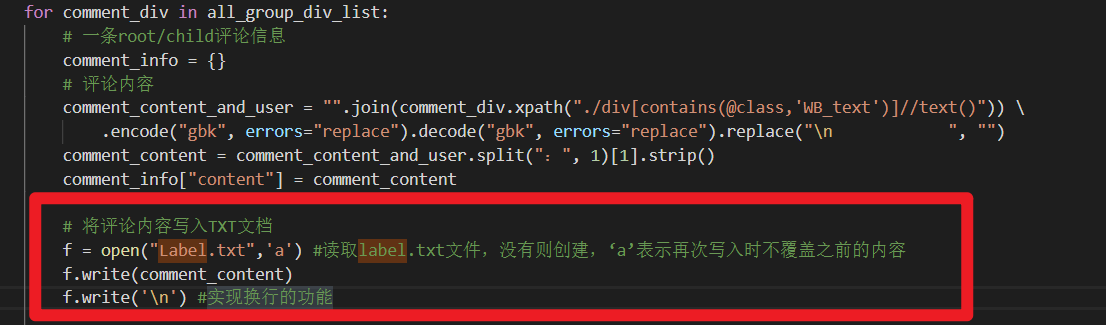 for comment_div in all_group_div_list:
# 一条root/child评论信息
comment_info = {}
# 评论内容
comment_content_and_user = "".join(comment_div.xpath("./div[contains(@class,'WB_text')]//text()")) \
.encode("gbk", errors="replace").decode("gbk", errors="replace").replace("\n            ", "")
comment_content = comment_content_and_user.split("：", 1)[1].strip()
comment_info["content"] = comment_content
# 将评论内容写入TXT文档
f = open("Label.txt",'a') #读取label.txt文件，没有则创建，‘a’表示再次写入时不覆盖之前的内容
f.write(comment_content)
f.write('\n') #实现换行的功能